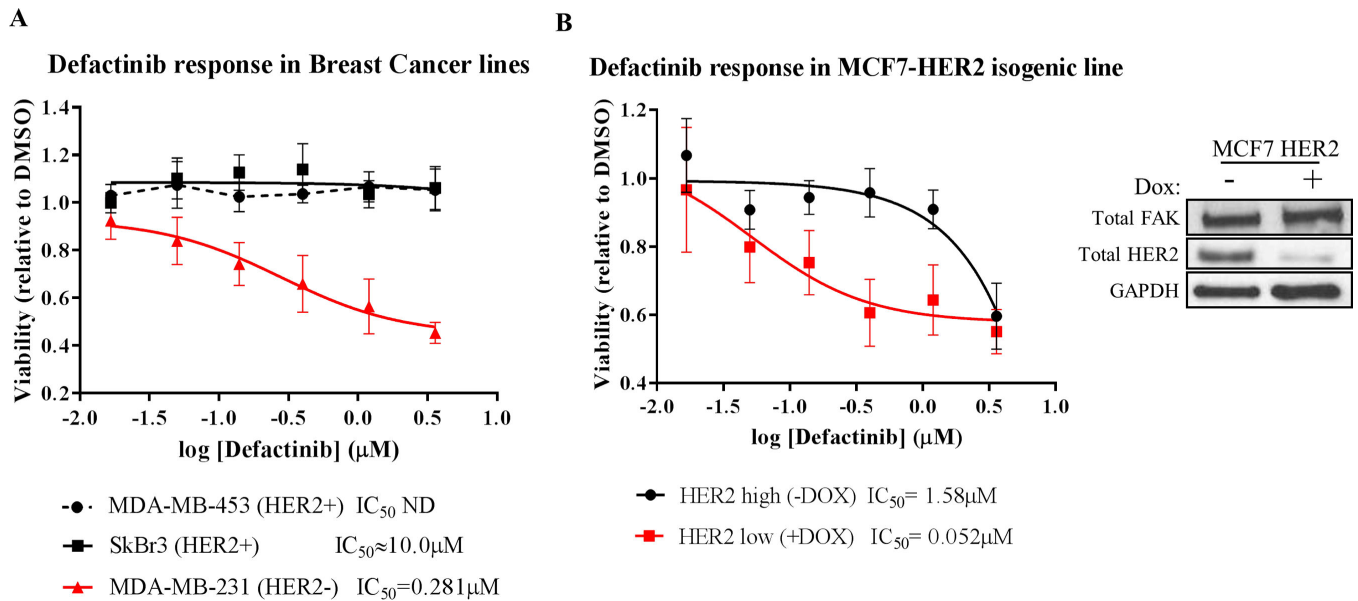 A
Defactinib response in Breast Cancer lines
Viability (relative to DMSO)
1.4
1.2
1.0
0.8
0.6
0.4
0.2
-2.0 -1.5 -1.0 -0.5 0.0 0.5 1.0
log [Defactinib] (μM)
MDA-MB-453 (HER2+) IC50 ND
SkBr3 (HER2+) IC50≈10.0μM
MDA-MB-231 (HER2-) IC50=0.281μM
B
Defactinib response in MCF7-HER2 isogenic line
Viability (relative to DMSO)
1.2
1.0
0.8
0.6
0.4
-2.0 -1.5 -1.0 -0.5 0.0 0.5 1.0
log [Defactinib] (μM)
HER2 high (-DOX) IC50= 1.58μM
HER2 low (+DOX) IC50= 0.052μM
MCF7 HER2
Dox: - +
Total FAK
Total HER2
GAPDH